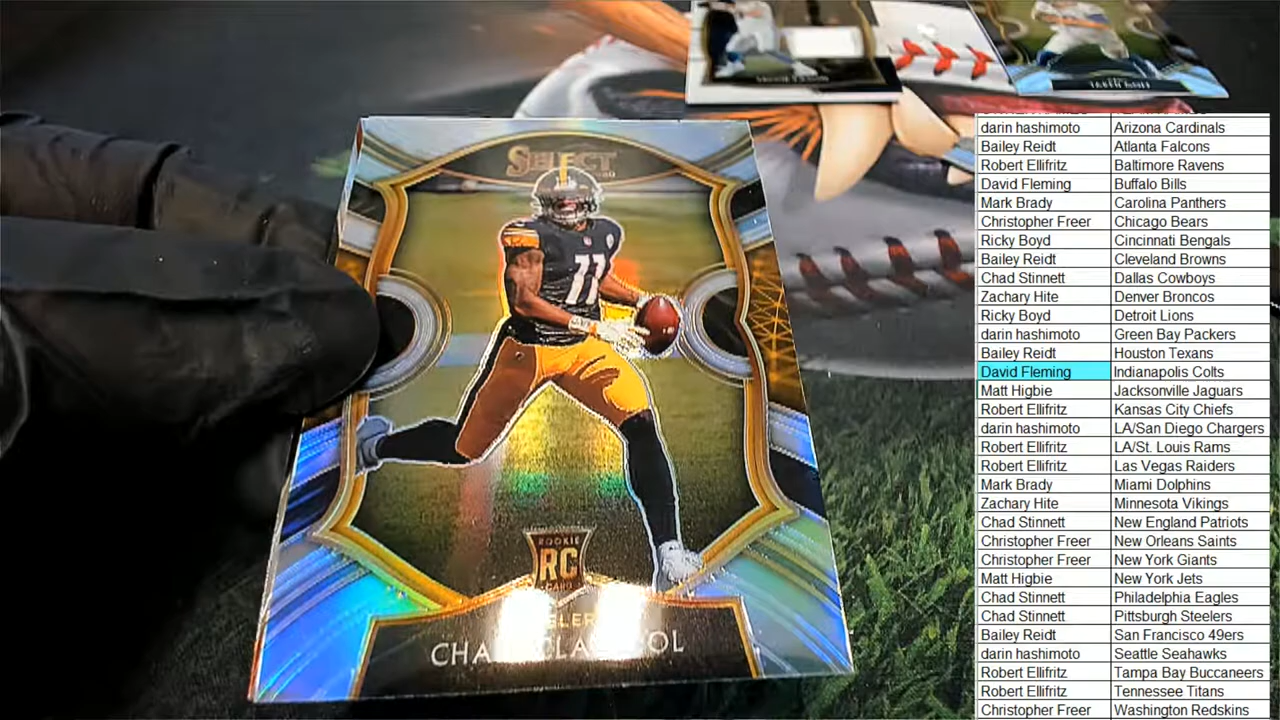 SELECT
11
ROOKIE
RC
CARD
darin hashimoto Arizona Cardinals
Bailey Reidt Atlanta Falcons
Robert Ellifritz Baltimore Ravens
David Fleming Buffalo Bills
Mark Brady Carolina Panthers
Christopher Freer Chicago Bears
Ricky Boyd Cincinnati Bengals
Bailey Reidt Cleveland Browns
Chad Stinnett Dallas Cowboys
Zachary Hite Denver Broncos
Ricky Boyd Detroit Lions
darin hashimoto Green Bay Packers
Bailey Reidt Houston Texans
David Fleming Indianapolis Colts
Matt Higbie Jacksonville Jaguars
Robert Ellifritz Kansas City Chiefs
darin hashimoto LA/San Diego Chargers
Robert Ellifritz LA/St. Louis Rams
Robert Ellifritz Las Vegas Raiders
Mark Brady Miami Dolphins
Zachary Hite Minnesota Vikings
Chad Stinnett New England Patriots
Christopher Freer New Orleans Saints
Christopher Freer New York Giants
Matt Higbie New York Jets
Chad Stinnett Philadelphia Eagles
Chad Stinnett Pittsburgh Steelers
Bailey Reidt San Francisco 49ers
darin hashimoto Seattle Seahawks
Robert Ellifritz Tampa Bay Buccaneers
Robert Ellifritz Tennessee Titans
Christopher Freer Washington Redskins